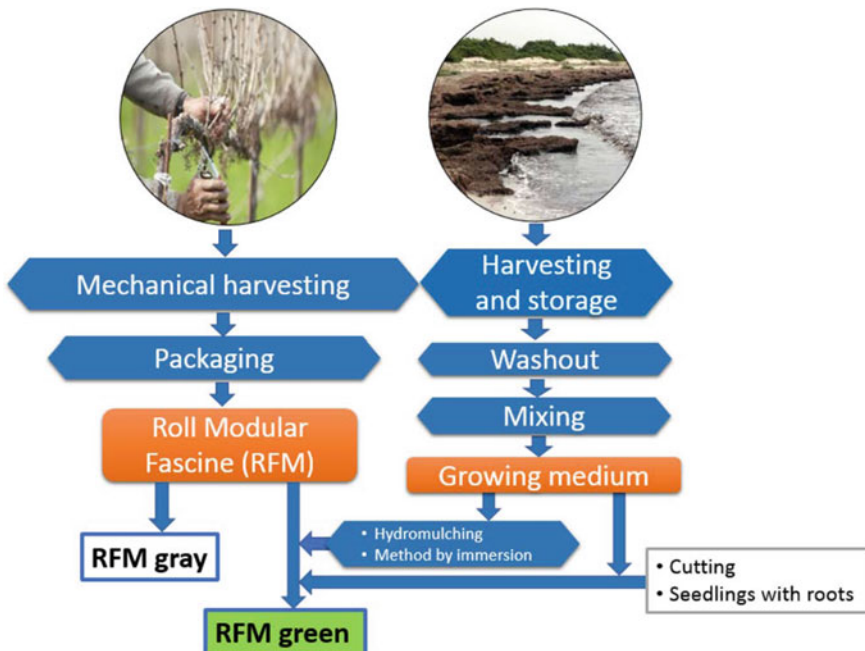 Mechanical harvesting
Packaging
Roll Modular
Fascine (RFM)
RFM gray
Harvesting
and storage
Washout
Mixing
Growing medium
• Hydromulching
• Method by immersion
• Cutting
• Seedlings with roots
RFM green